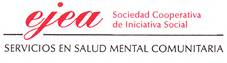 ejea
Sociedad Cooperativa
de Iniciativa Social
SERVICIOS EN SALUD MENTAL COMUNITARIA